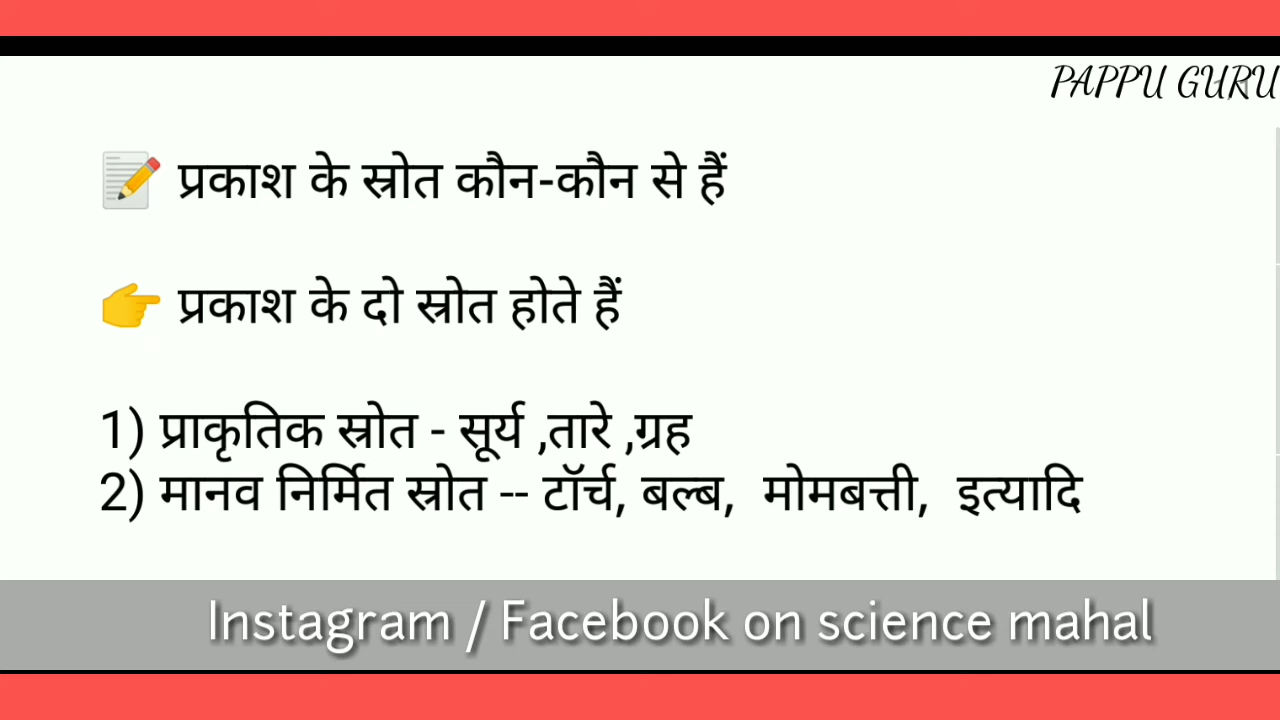 PAPPU GURU
📝 प्रकाश के स्रोत कौन-कौन से हैं
👉 प्रकाश के दो स्रोत होते हैं
1) प्राकृतिक स्रोत - सूर्य ,तारे ,ग्रह
2) मानव निर्मित स्रोत -- टॉर्च, बल्ब, मोमबत्ती, इत्यादि
Instagram / Facebook on science mahal